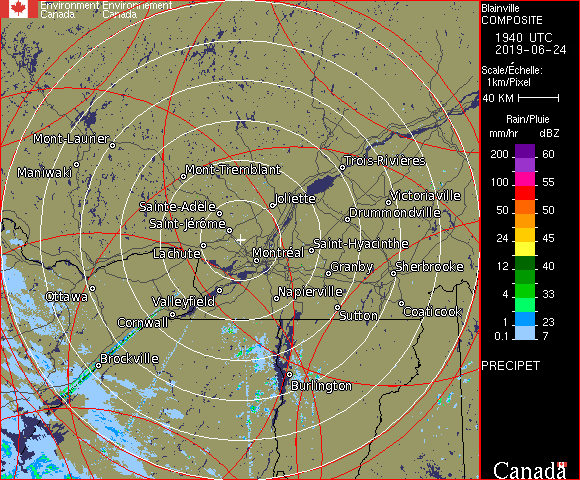 Environment Environnement
Canada Canada
Blainville
COMPOSITE
1940 UTC
2019-06-24
Scale/Échelle:
1km/Pixel
40 KM
Rain/Pluie
mm/hr dBZ
200 60
100 55
50 50
24 45
12 40
4 33
1 23
0.1 7
PRECIPET
Canada
Mont-Laurier
Maniwaki
Mont-Tremblant
Trois-Rivières
Joliette
Victoriaville
Sainte-Adèle
Drummondville
Saint-Jérôme
Lachute
Montréal
Saint-Hyacinthe
Granby
Sherbrooke
Ottawa
Valleyfield
Napierville
Cornwall
Sutton
Coaticook
Brockville
Burlington